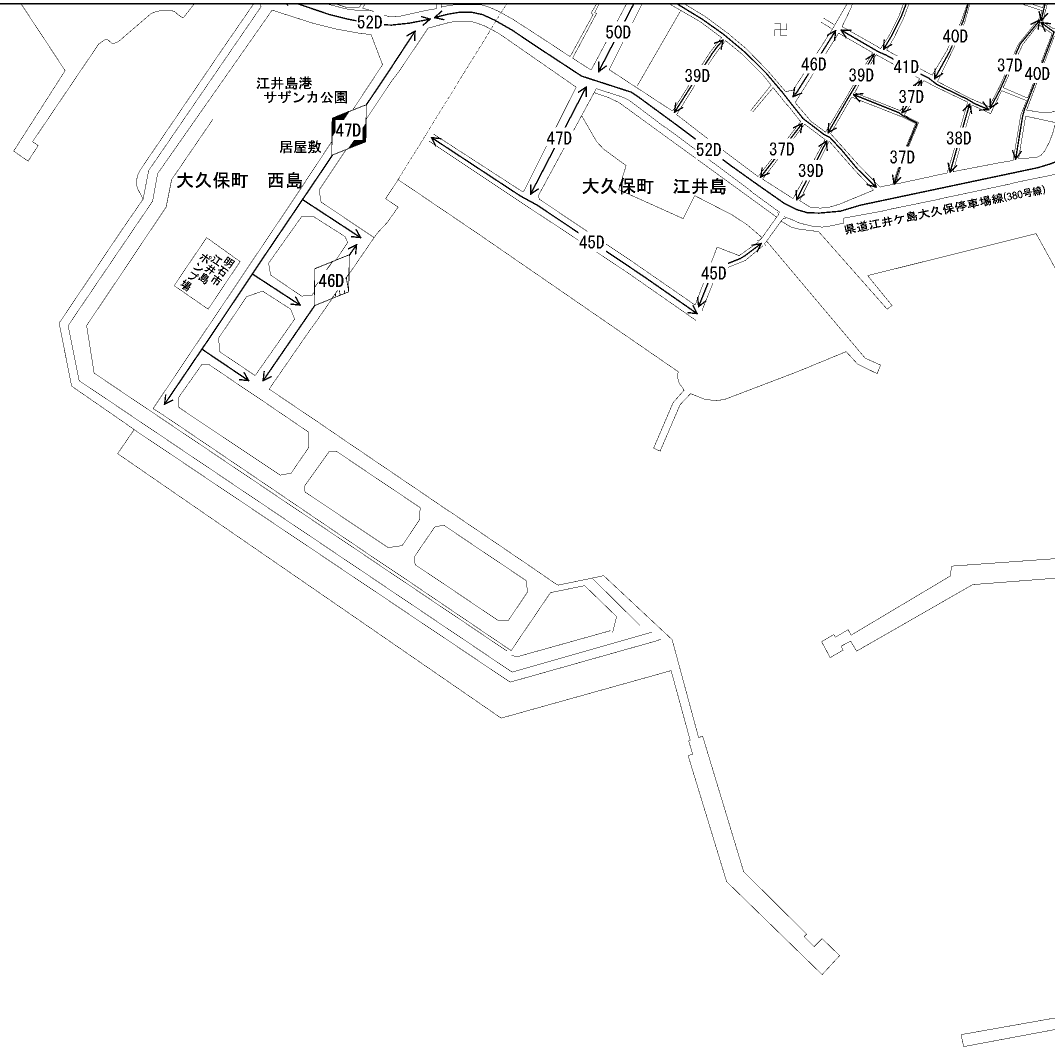 52D
50D
卍
40D
39D
46D
39D
41D
37D
40D
37D
江井島港
サザンカ公園
47D
居屋敷
47D
52D
37D
39D
37D
38D
大久保町　西島
大久保町　江井島
県道江井ケ島大久保停車場線(380号線)
45D
45D
46D
明石市
江井島
ポンプ場